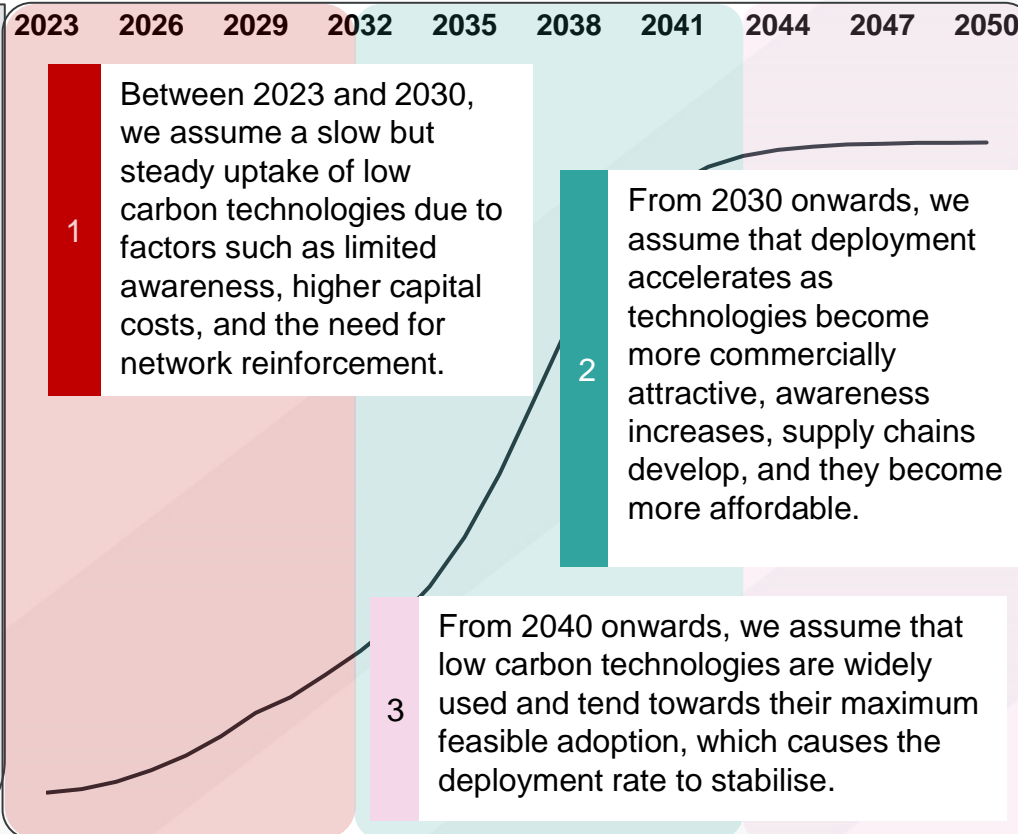 2023 2026 2029 2032 2035 2038 2041 2044 2047 2050
1
Between 2023 and 2030,
we assume a slow but
steady uptake of low
carbon technologies due to
factors such as limited
awareness, higher capital
costs, and the need for
network reinforcement.
2
From 2030 onwards, we
assume that deployment
accelerates as
technologies become
more commercially
attractive, awareness
increases, supply chains
develop, and they become
more affordable.
3
From 2040 onwards, we assume that
low carbon technologies are widely
used and tend towards their maximum
feasible adoption, which causes the
deployment rate to stabilise.